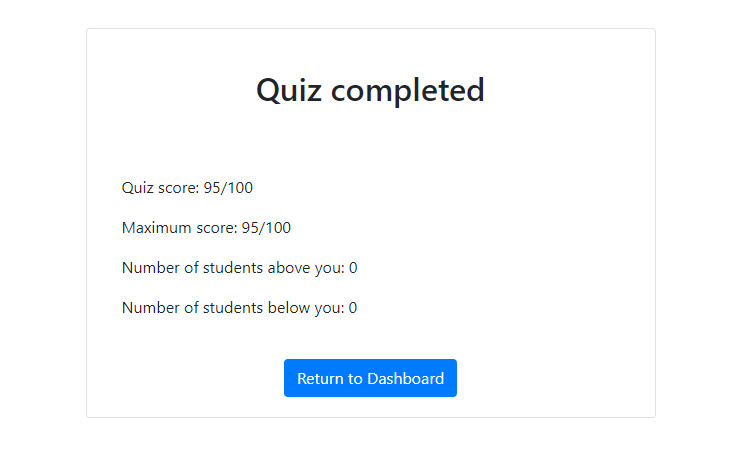 Quiz completed
Quiz score: 95/100
Maximum score: 95/100
Number of students above you: 0
Number of students below you: 0
Return to Dashboard